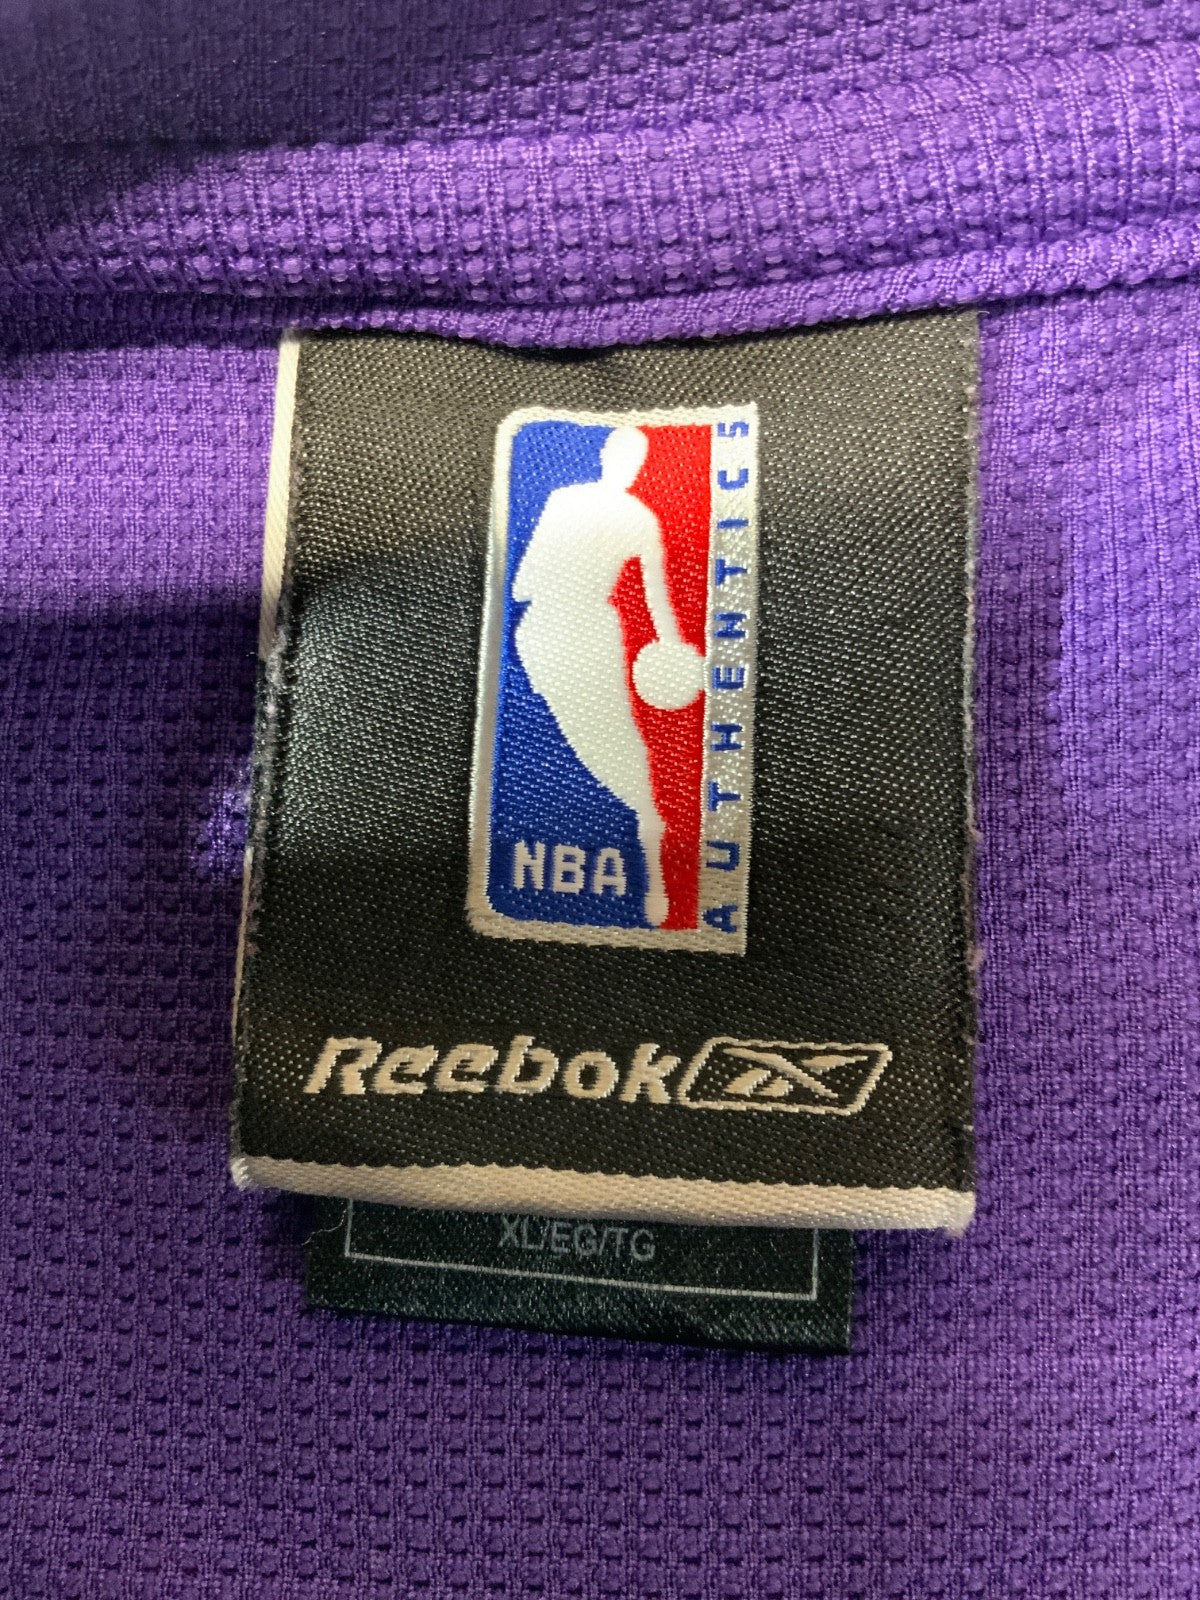 NBA
AUTHENTICS
Reebok
XL/EG/TG